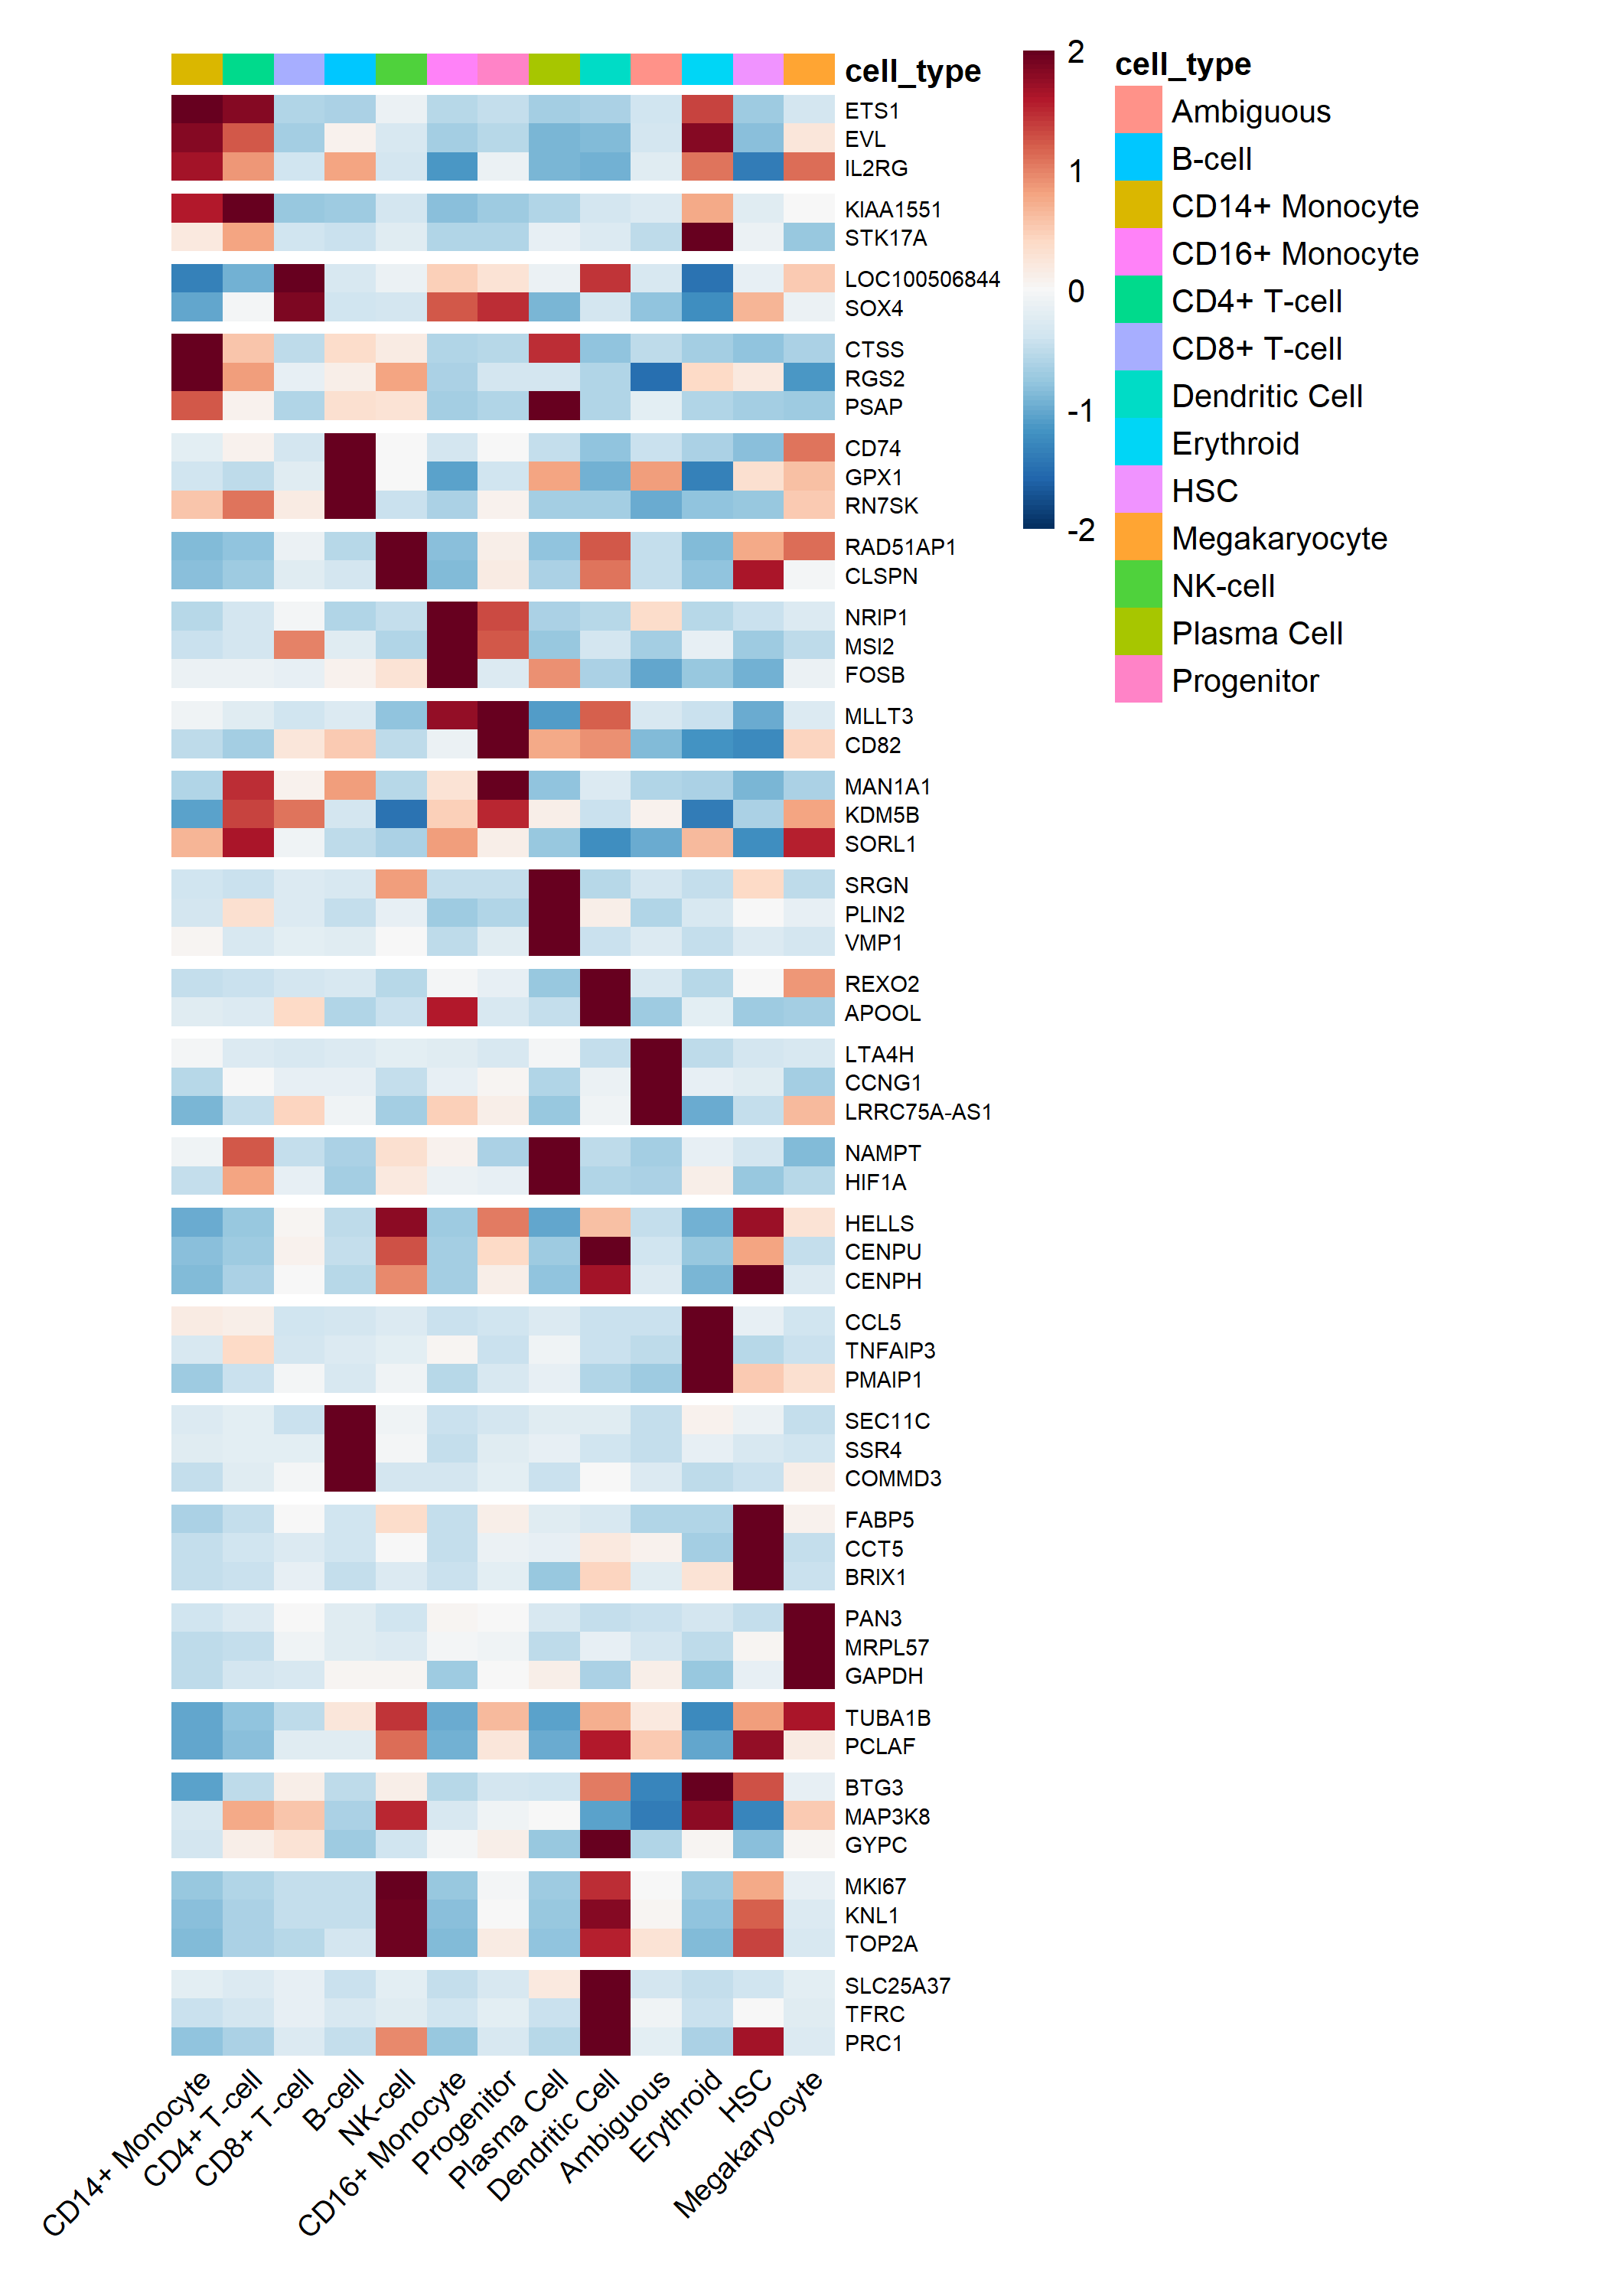 cell_type
ETS1
EVL
IL2RG
KIAA1551
STK17A
LOC100506844
SOX4
CTSS
RGS2
PSAP
CD74
GPX1
RN7SK
RAD51AP1
CLSPN
NRIP1
MSI2
FOSB
MLLT3
CD82
MAN1A1
KDM5B
SORL1
SRGN
PLIN2
VMP1
REXO2
APOOL
LTA4H
CCNG1
LRRC75A-AS1
NAMPT
HIF1A
HELLS
CENPU
CENPH
CCL5
TNFAIP3
PMAIP1
SEC11C
SSR4
COMMD3
FABP5
CCT5
BRIX1
PAN3
MRPL57
GAPDH
TUBA1B
PCLAF
BTG3
MAP3K8
GYPC
MKI67
KNL1
TOP2A
SLC25A37
TFRC
PRC1
CD14+ Monocyte
CD4+ T-cell
CD8+ T-cell
B-cell
NK-cell
CD16+ Monocyte
Progenitor
Plasma Cell
Dendritic Cell
Ambiguous
Erythroid
HSC
Megakaryocyte
2
1
0
-1
-2
cell_type
Ambiguous
B-cell
CD14+ Monocyte
CD16+ Monocyte
CD4+ T-cell
CD8+ T-cell
Dendritic Cell
Erythroid
HSC
Megakaryocyte
NK-cell
Plasma Cell
Progenitor